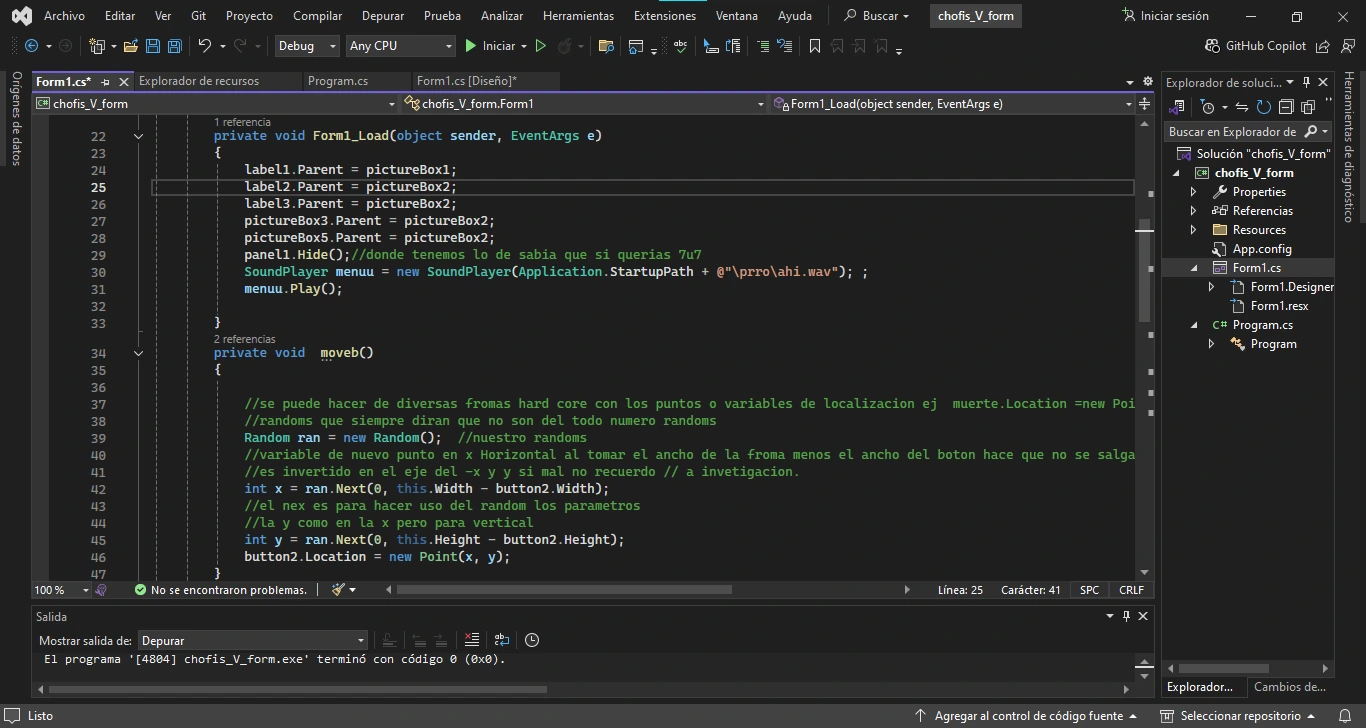 Archivo Editar Ver Git Proyecto Compilar Depurar Prueba Analizar Herramientas Extensiones Ventana Ayuda Buscar chofis_V_form Iniciar sesión
Debug Any CPU Iniciar GitHub Copilot
Orígenes de datos
Form1.cs* Explorador de recursos Program.cs Form1.cs [Diseño]*
chofis_V_form chofis_V_form.Form1 Form1_Load(object sender, EventArgs e)
1 referencia
22 private void Form1_Load(object sender, EventArgs e)
23 {
24 label1.Parent = pictureBox1;
25 label2.Parent = pictureBox2;
26 label3.Parent = pictureBox2;
27 pictureBox3.Parent = pictureBox2;
28 pictureBox5.Parent = pictureBox2;
29 panel1.Hide();//donde tenemos lo de sabia que si querias 7u7
30 SoundPlayer menuu = new SoundPlayer(Application.StartupPath + @"\prro\ahi.wav"); ;
31 menuu.Play();
32
33 }
2 referencias
34 private void  moveb()
35 {
36
37 //se puede hacer de diversas fromas hard core con los puntos o variables de localizacion ej  muerte.Location =new Poi
38 //randoms que siempre diran que no son del todo numero randoms
39 Random ran = new Random();  //nuestro randoms
40 //variable de nuevo punto en x Horizontal al tomar el ancho de la froma menos el ancho del boton hace que no se salga
41 //es invertido en el eje del -x y y si mal no recuerdo // a invetigacion.
42 int x = ran.Next(0, this.Width - button2.Width);
43 //el nex es para hacer uso del random los parametros
44 //la y como en la x pero para vertical
45 int y = ran.Next(0, this.Height - button2.Height);
46 button2.Location = new Point(x, y);
47 }
100 % No se encontraron problemas. Línea: 25 Carácter: 41 SPC CRLF
Salida
Mostrar salida de: Depurar
El programa '[4804] chofis_V_form.exe' terminó con código 0 (0x0).
Explorador de soluci...
Buscar en Explorador de
Solución "chofis_V_form"
chofis_V_form
Properties
Referencias
Resources
App.config
Form1.cs
Form1.Designer
Form1.resx
Program.cs
Program
Explorador... Cambios de...
Herramientas de diagnóstico
Listo Agregar al control de código fuente Seleccionar repositorio